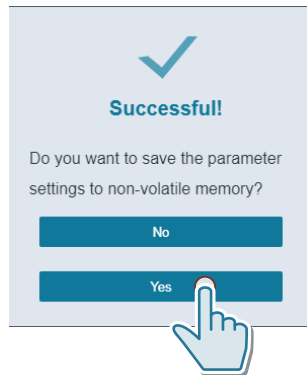 Successful!
Do you want to save the parameter
settings to non-volatile memory?
No
Yes